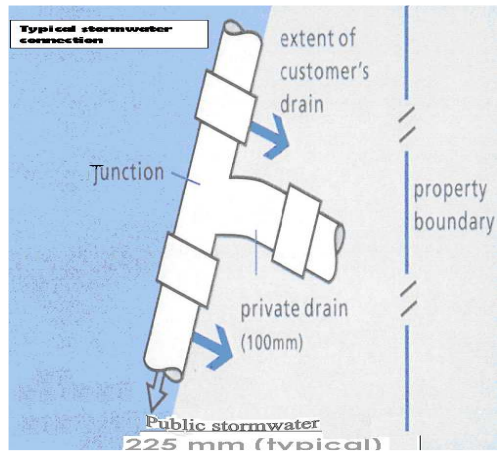 Typical stormwater
connection
extent of
customer's
drain
Junction
property
boundary
private drain
(100mm)
Public stormwater
225 mm (typical)